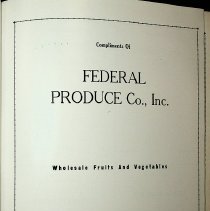 Compliments Of
FEDERAL
PRODUCE Co., Inc.
Wholesale Fruits And Vegetables